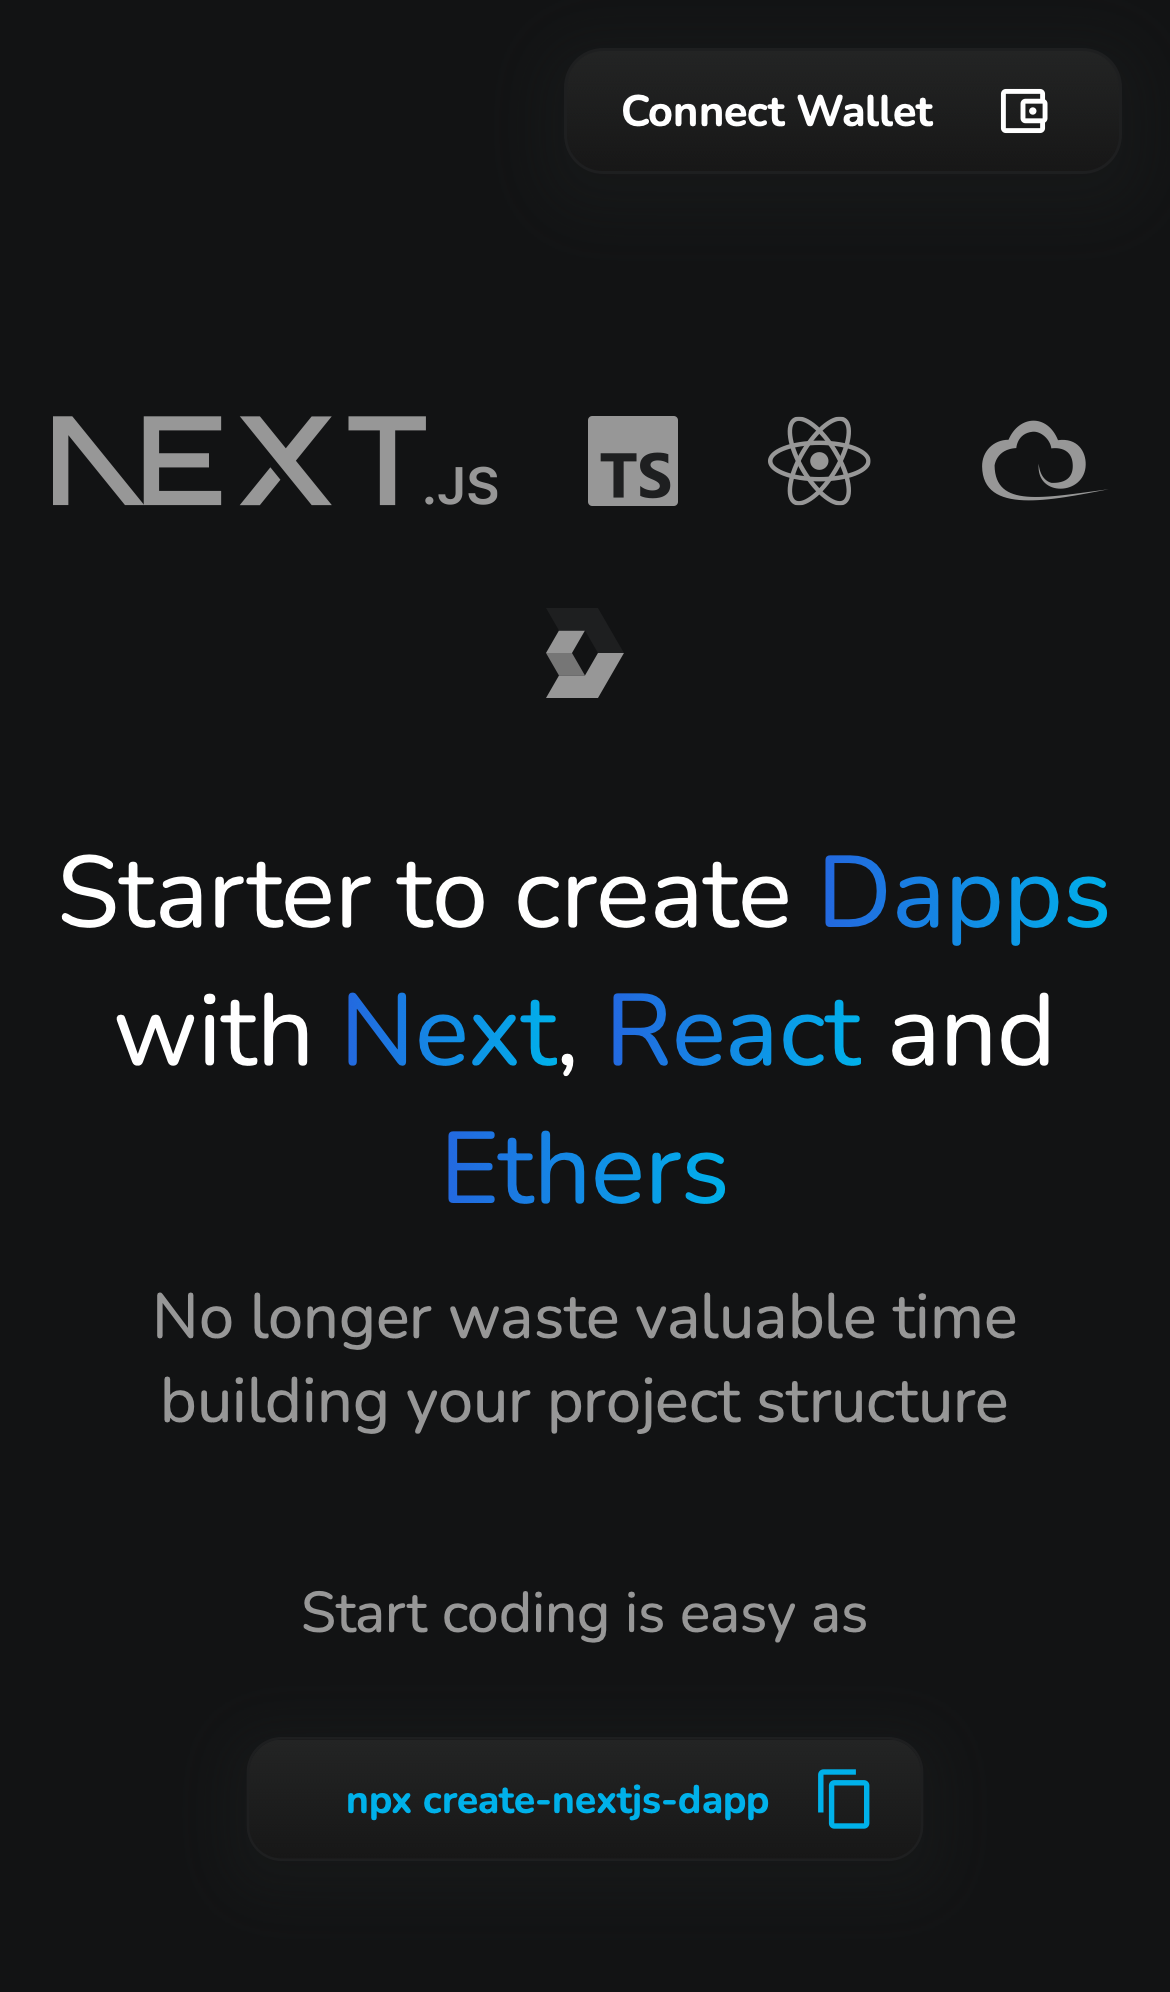 Connect Wallet
NEXT.JS TS
Starter to create Dapps
with Next, React and
Ethers
No longer waste valuable time
building your project structure
Start coding is easy as
npx create-nextjs-dapp